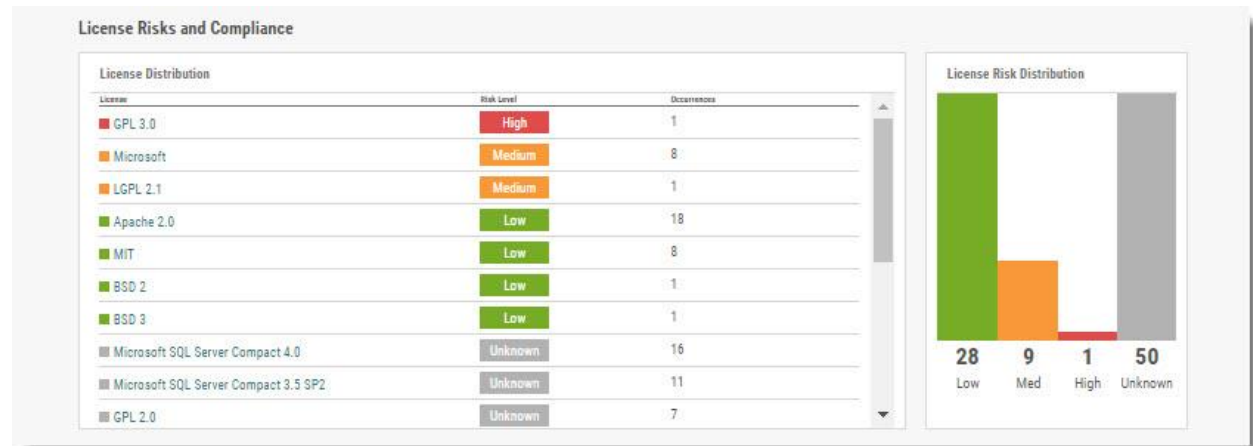 License Risks and Compliance
License Distribution
License Risk Level Occurrences
GPL 3.0 High 1
Microsoft Medium 8
LGPL 2.1 Medium 1
Apache 2.0 Low 18
MIT Low 8
BSD 2 Low 1
BSD 3 Low 1
Microsoft SQL Server Compact 4.0 Unknown 16
Microsoft SQL Server Compact 3.5 SP2 Unknown 11
GPL 2.0 Unknown 7
License Risk Distribution
28 9 1 50
Low Med High Unknown